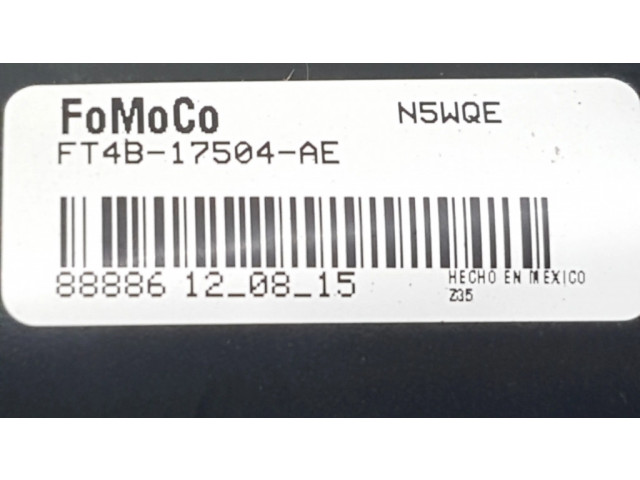 FoMoCo N5WQE
FT4B-17504-AE
88886 12_08_15 HECHO EN MEXICO
Z35